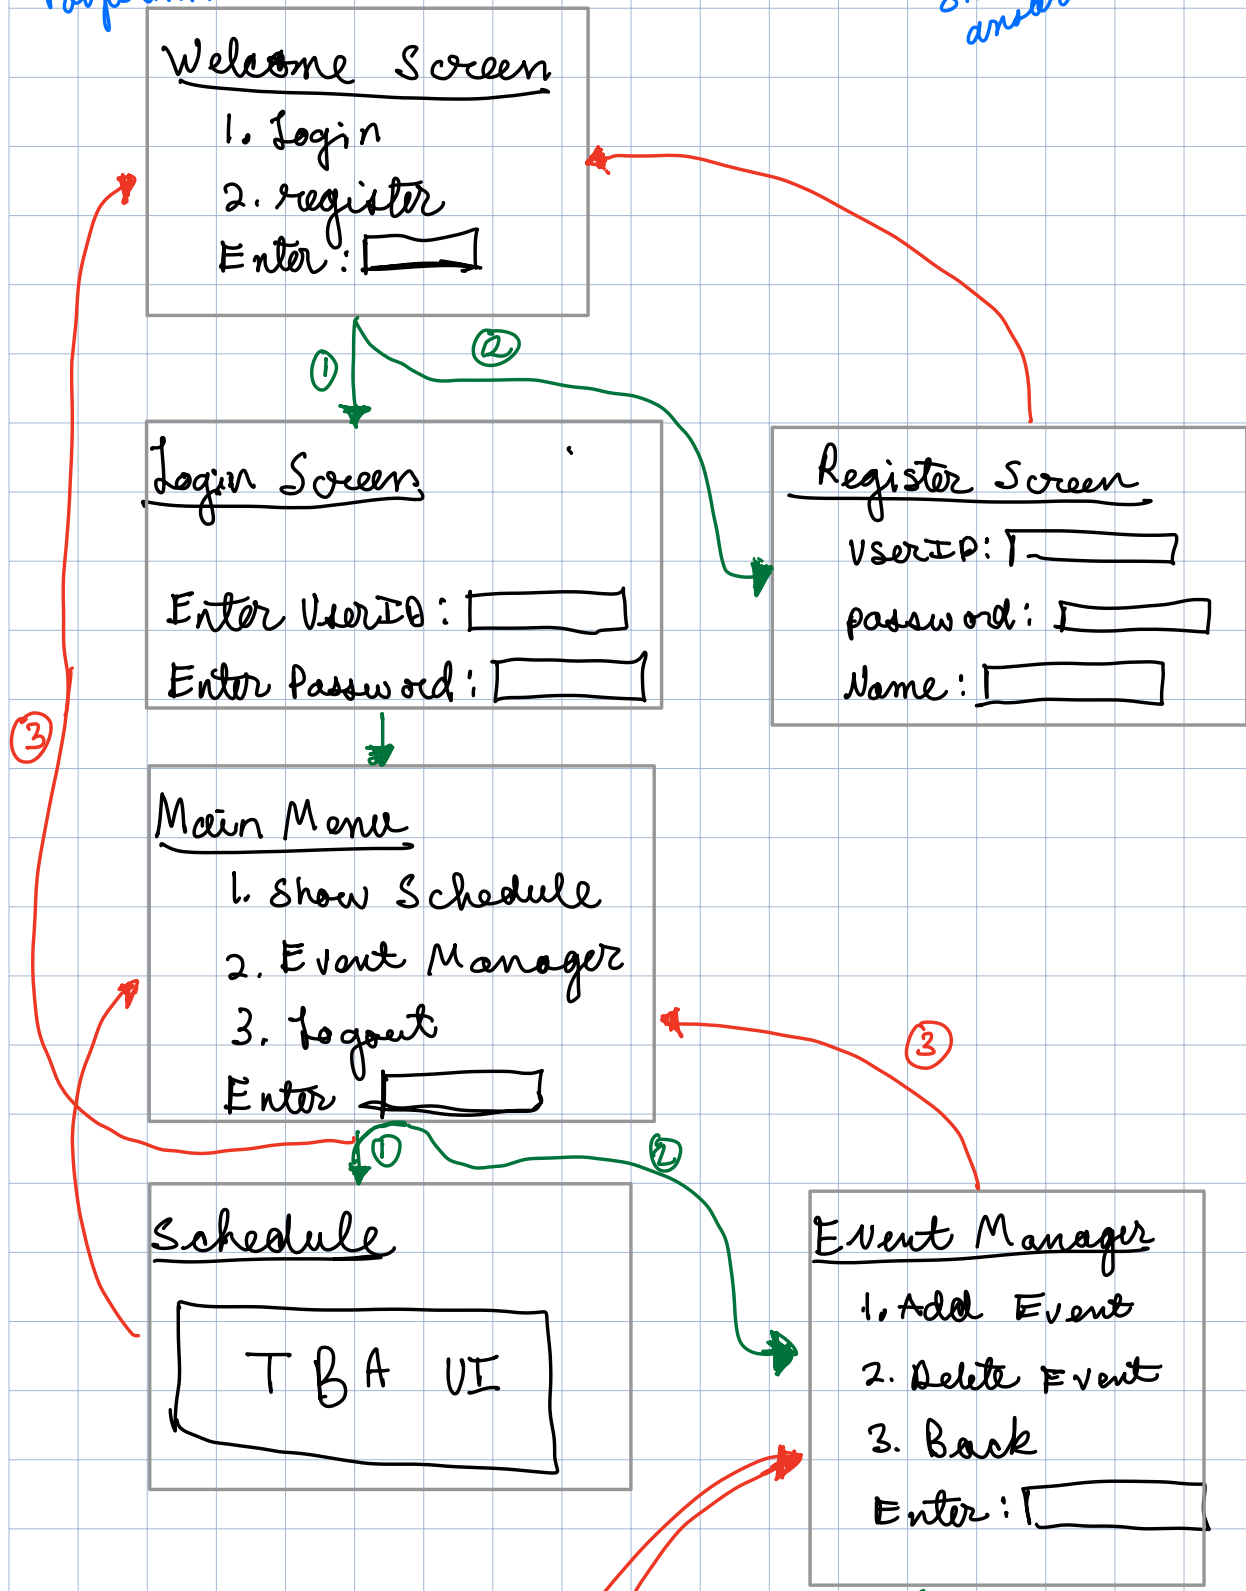 Welcome Screen
1. Login
2. register
Enter:
①
②
Login Screen
Enter UserID:
Enter Password:
Register Screen
UserID:
password:
Name:
③
Main Menu
1. Show Schedule
2. Event Manager
3. Logout
Enter
①
②
③
Schedule
TBA UI
Event Manager
1. Add Event
2. Delete Event
3. Back
Enter: